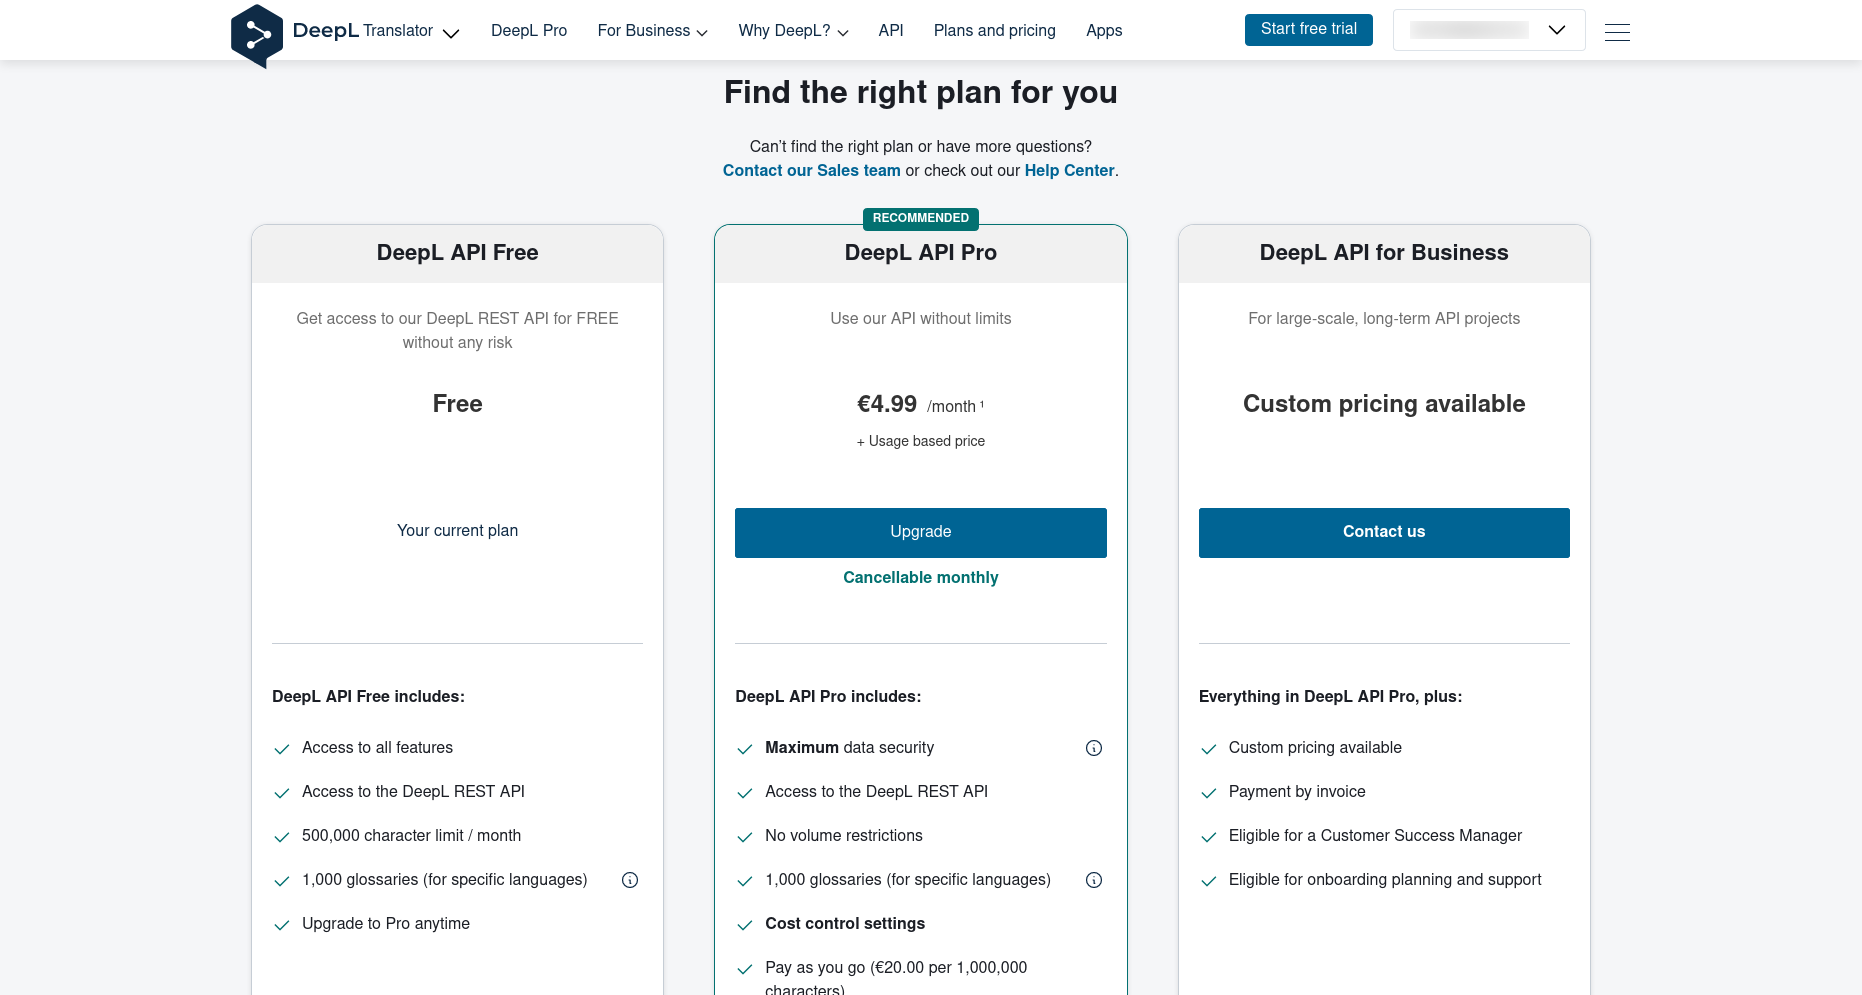 DeepL Translator
DeepL Pro
For Business
Why DeepL?
API
Plans and pricing
Apps
Start free trial
Find the right plan for you
Can't find the right plan or have more questions?
Contact our Sales team or check out our Help Center.
DeepL API Free
Get access to our DeepL REST API for FREE
without any risk
Free
Your current plan
DeepL API Free includes:
Access to all features
Access to the DeepL REST API
500,000 character limit / month
1,000 glossaries (for specific languages)
Upgrade to Pro anytime
RECOMMENDED
DeepL API Pro
Use our API without limits
€4.99 /month ¹
+ Usage based price
Upgrade
Cancellable monthly
DeepL API Pro includes:
Maximum data security
Access to the DeepL REST API
No volume restrictions
1,000 glossaries (for specific languages)
Cost control settings
Pay as you go (€20.00 per 1,000,000
characters)
DeepL API for Business
For large-scale, long-term API projects
Custom pricing available
Contact us
Everything in DeepL API Pro, plus:
Custom pricing available
Payment by invoice
Eligible for a Customer Success Manager
Eligible for onboarding planning and support